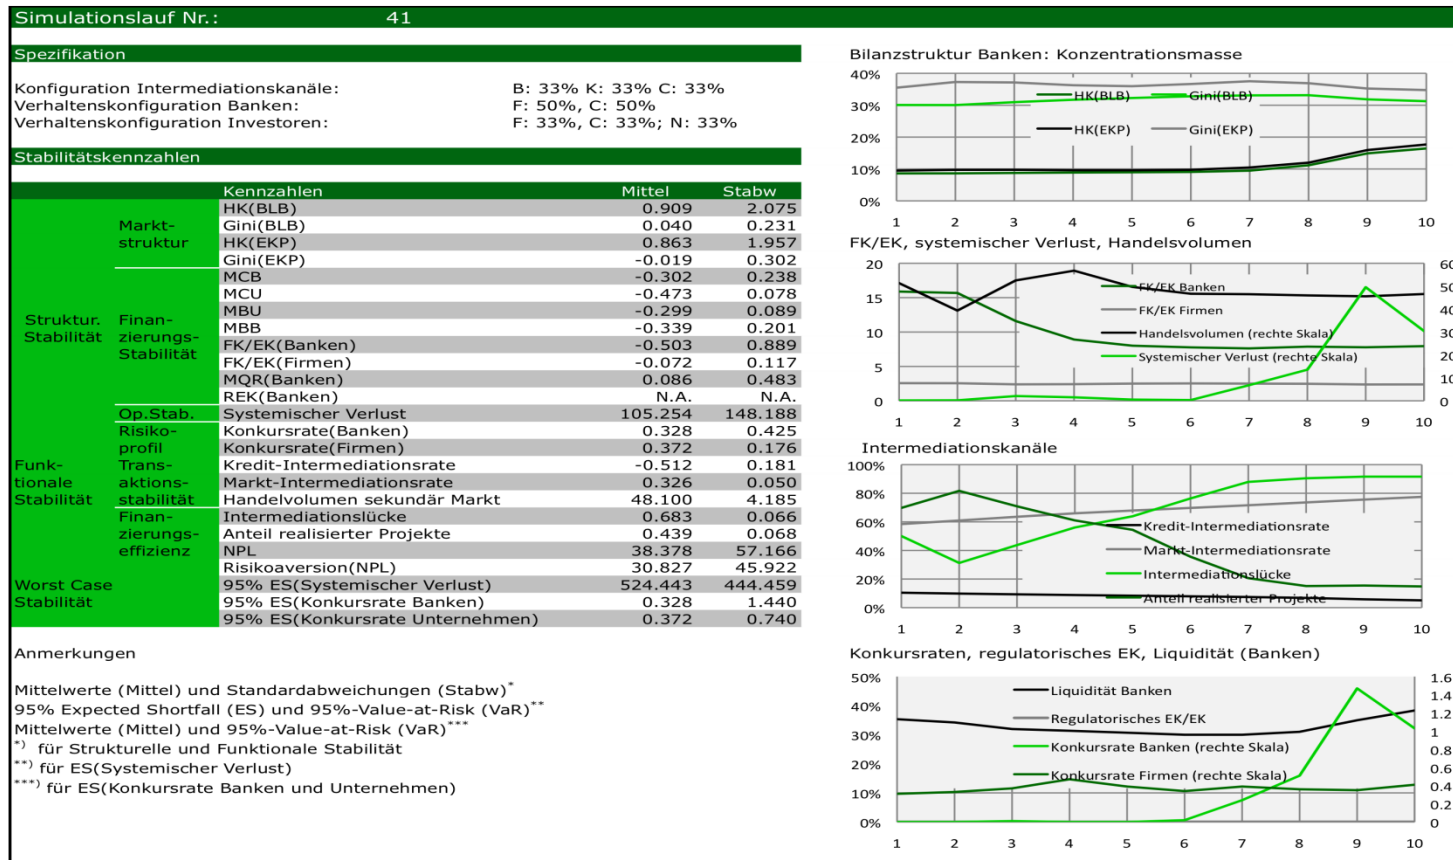 Simulationslauf Nr.: 41
Spezifikation
Konfiguration Intermediationskanäle: B: 33% K: 33% C: 33%
Verhaltenskonfiguration Banken: F: 50%, C: 50%
Verhaltenskonfiguration Investoren: F: 33%, C: 33%; N: 33%
Stabilitätskennzahlen
Kennzahlen Mittel Stabw
HK(BLB) 0.909 2.075
Markt- Gini(BLB) 0.040 0.231
struktur HK(EKP) 0.863 1.957
Gini(EKP) -0.019 0.302
MCB -0.302 0.238
MCU -0.473 0.078
MBU -0.299 0.089
Struktur. Finan- MBB -0.339 0.201
Stabilität zierungs- FK/EK(Banken) -0.503 0.889
Stabilität FK/EK(Firmen) -0.072 0.117
MQR(Banken) 0.086 0.483
REK(Banken) N.A. N.A.
Op.Stab. Systemischer Verlust 105.254 148.188
Risiko- Konkursrate(Banken) 0.328 0.425
profil Konkursrate(Firmen) 0.372 0.176
Funk- Trans- Kredit-Intermediationsrate -0.512 0.181
tionale aktions- Markt-Intermediationsrate 0.326 0.050
Stabilität stabilität Handelvolumen sekundär Markt 48.100 4.185
Finan- Intermediationslücke 0.683 0.066
zierungs- Anteil realisierter Projekte 0.439 0.068
effizienz NPL 38.378 57.166
Risikoaversion(NPL) 30.827 45.922
Worst Case 95% ES(Systemischer Verlust) 524.443 444.459
Stabilität 95% ES(Konkursrate Banken) 0.328 1.440
95% ES(Konkursrate Unternehmen) 0.372 0.740
Anmerkungen
Mittelwerte (Mittel) und Standardabweichungen (Stabw)*
95% Expected Shortfall (ES) und 95%-Value-at-Risk (VaR)**
Mittelwerte (Mittel) und 95%-Value-at-Risk (VaR)***
*) für Strukturelle und Funktionale Stabilität
**) für ES(Systemischer Verlust)
***) für ES(Konkursrate Banken und Unternehmen)
Bilanzstruktur Banken: Konzentrationsmasse
40%
30%
20%
10%
0%
HK(BLB) Gini(BLB)
HK(EKP) Gini(EKP)
1 2 3 4 5 6 7 8 9 10
FK/EK, systemischer Verlust, Handelsvolumen
20
15
10
5
0
FK/EK Banken
FK/EK Firmen
Handelsvolumen (rechte Skala)
Systemischer Verlust (rechte Skala)
60
50
40
30
20
10
0
1 2 3 4 5 6 7 8 9 10
Intermediationskanäle
100%
80%
60%
40%
20%
0%
Kredit-Intermediationsrate
Markt-Intermediationsrate
Intermediationslücke
Anteil realisierter Projekte
1 2 3 4 5 6 7 8 9 10
Konkursraten, regulatorisches EK, Liquidität (Banken)
50%
40%
30%
20%
10%
0%
Liquidität Banken
Regulatorisches EK/EK
Konkursrate Banken (rechte Skala)
Konkursrate Firmen (rechte Skala)
1.6
1.4
1.2
1
0.8
0.6
0.4
0.2
0
1 2 3 4 5 6 7 8 9 10